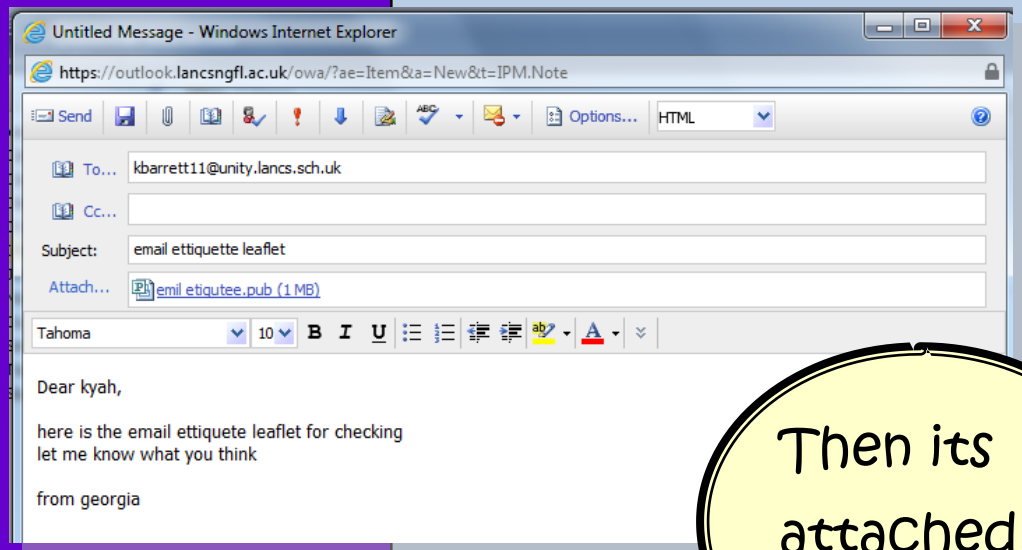 Untitled Message - Windows Internet Explorer
https://outlook.lancsngfl.ac.uk/owa/?ae=Item&a=New&t=IPM.Note
Send ABC Options... HTML
To... kbarrett11@unity.lancs.sch.uk
Cc...
Subject: email ettiquette leaflet
Attach... emil etiqutee.pub (1 MB)
Tahoma 10 B I U ab A
Dear kyah,
here is the email ettiquete leaflet for checking
let me know what you think
from georgia
Then its
attached